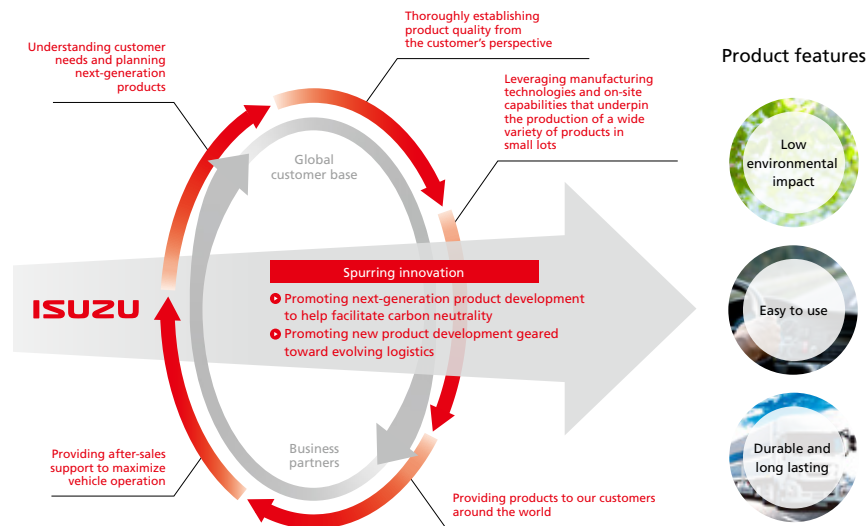 Understanding customer
needs and planning
next-generation
products
Thoroughly establishing
product quality from
the customer's perspective
Leveraging manufacturing
technologies and on-site
capabilities that underpin
the production of a wide
variety of products in
small lots
Global
customer base
ISUZU
Spurring innovation
Promoting next-generation product development
to help facilitate carbon neutrality
Promoting new product development geared
toward evolving logistics
Business
partners
Providing after-sales
support to maximize
vehicle operation
Providing products to our customers
around the world
Product features
Low
environmental
impact
Easy to use
Durable and
long lasting